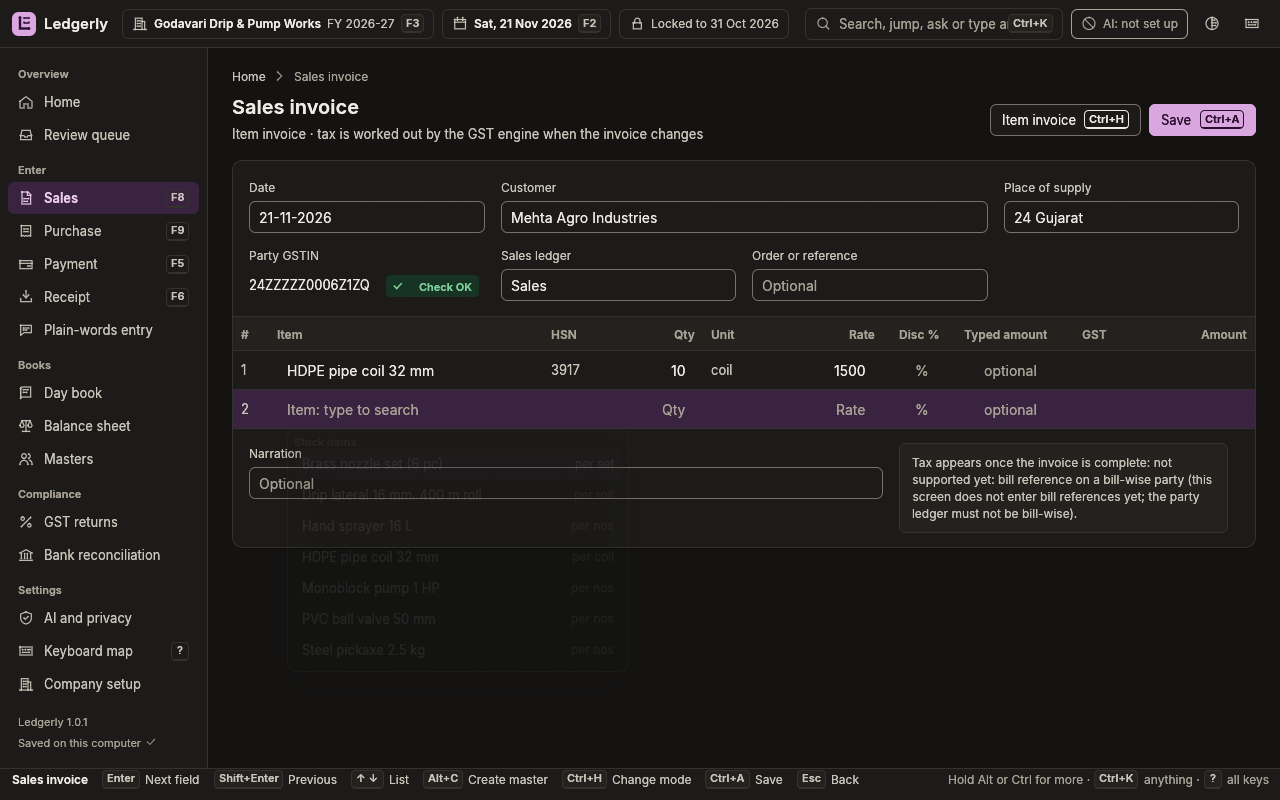 Ledgerly
Godavari Drip & Pump Works FY 2026-27 F3
Sat, 21 Nov 2026 F2
Locked to 31 Oct 2026
Search, jump, ask or type a Ctrl+K
AI: not set up
Overview
Home
Review queue
Enter
Sales F8
Purchase F9
Payment F5
Receipt F6
Plain-words entry
Books
Day book
Balance sheet
Masters
Compliance
GST returns
Bank reconciliation
Settings
AI and privacy
Keyboard map ?
Company setup
Ledgerly 1.0.1
Saved on this computer
Home Sales invoice
Sales invoice
Item invoice · tax is worked out by the GST engine when the invoice changes
Item invoice Ctrl+H
Save Ctrl+A
Date Customer Place of supply
21-11-2026 Mehta Agro Industries 24 Gujarat
Party GSTIN Sales ledger Order or reference
24ZZZZZ0006Z1ZQ Check OK Sales Optional
# Item HSN Qty Unit Rate Disc % Typed amount GST Amount
1 HDPE pipe coil 32 mm 3917 10 coil 1500 % optional
2 Item: type to search Qty Rate % optional
Stock items
Narration
Brass nozzle set (6 pc) per set
Optional
Drip lateral 16 mm, 400 m roll per roll
Hand sprayer 16 L per nos
HDPE pipe coil 32 mm per coil
Monoblock pump 1 HP per nos
PVC ball valve 50 mm per nos
Steel pickaxe 2.5 kg per nos
Tax appears once the invoice is complete: not
supported yet: bill reference on a bill-wise party (this
screen does not enter bill references yet; the party
ledger must not be bill-wise).
Sales invoice Enter Next field Shift+Enter Previous ↑ ↓ List Alt+C Create master Ctrl+H Change mode Ctrl+A Save Esc Back Hold Alt or Ctrl for more · Ctrl+K anything · ? all keys